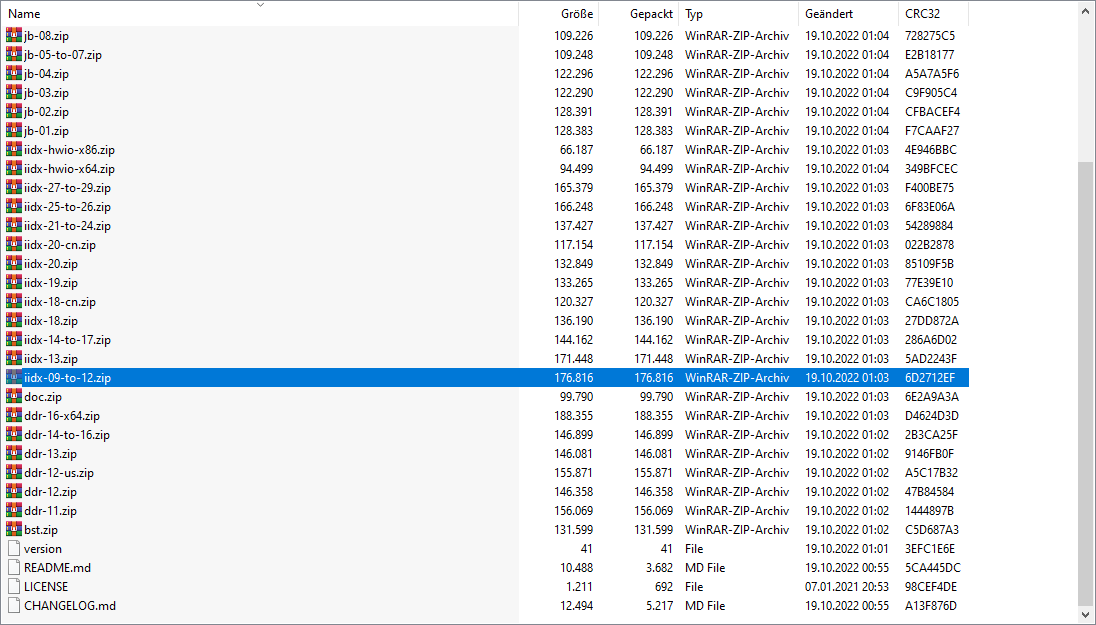 Name Größe Gepackt Typ Geändert CRC32
jb-08.zip 109.226 109.226 WinRAR-ZIP-Archiv 19.10.2022 01:04 728275C5
jb-05-to-07.zip 109.248 109.248 WinRAR-ZIP-Archiv 19.10.2022 01:04 E2B18177
jb-04.zip 122.296 122.296 WinRAR-ZIP-Archiv 19.10.2022 01:04 A5A7A5F6
jb-03.zip 122.290 122.290 WinRAR-ZIP-Archiv 19.10.2022 01:04 C9F905C4
jb-02.zip 128.391 128.391 WinRAR-ZIP-Archiv 19.10.2022 01:04 CFBACEF4
jb-01.zip 128.383 128.383 WinRAR-ZIP-Archiv 19.10.2022 01:04 F7CAAF27
iidx-hwio-x86.zip 66.187 66.187 WinRAR-ZIP-Archiv 19.10.2022 01:04 4E946BBC
iidx-hwio-x64.zip 94.499 94.499 WinRAR-ZIP-Archiv 19.10.2022 01:04 349BFCEC
iidx-27-to-29.zip 165.379 165.379 WinRAR-ZIP-Archiv 19.10.2022 01:03 F400BE75
iidx-25-to-26.zip 166.248 166.248 WinRAR-ZIP-Archiv 19.10.2022 01:03 6F83E06A
iidx-21-to-24.zip 137.427 137.427 WinRAR-ZIP-Archiv 19.10.2022 01:03 54289884
iidx-20-cn.zip 117.154 117.154 WinRAR-ZIP-Archiv 19.10.2022 01:03 022B2878
iidx-20.zip 132.849 132.849 WinRAR-ZIP-Archiv 19.10.2022 01:03 85109F5B
iidx-19.zip 133.265 133.265 WinRAR-ZIP-Archiv 19.10.2022 01:03 77E39E10
iidx-18-cn.zip 120.327 120.327 WinRAR-ZIP-Archiv 19.10.2022 01:03 CA6C1805
iidx-18.zip 136.190 136.190 WinRAR-ZIP-Archiv 19.10.2022 01:03 27DD872A
iidx-14-to-17.zip 144.162 144.162 WinRAR-ZIP-Archiv 19.10.2022 01:03 286A6D02
iidx-13.zip 171.448 171.448 WinRAR-ZIP-Archiv 19.10.2022 01:03 5AD2243F
iidx-09-to-12.zip 176.816 176.816 WinRAR-ZIP-Archiv 19.10.2022 01:03 6D2712EF
doc.zip 99.790 99.790 WinRAR-ZIP-Archiv 19.10.2022 01:03 6E2A9A3A
ddr-16-x64.zip 188.355 188.355 WinRAR-ZIP-Archiv 19.10.2022 01:03 D4624D3D
ddr-14-to-16.zip 146.899 146.899 WinRAR-ZIP-Archiv 19.10.2022 01:02 2B3CA25F
ddr-13.zip 146.081 146.081 WinRAR-ZIP-Archiv 19.10.2022 01:02 9146FB0F
ddr-12-us.zip 155.871 155.871 WinRAR-ZIP-Archiv 19.10.2022 01:02 A5C17B32
ddr-12.zip 146.358 146.358 WinRAR-ZIP-Archiv 19.10.2022 01:02 47B84584
ddr-11.zip 156.069 156.069 WinRAR-ZIP-Archiv 19.10.2022 01:02 1444897B
bst.zip 131.599 131.599 WinRAR-ZIP-Archiv 19.10.2022 01:02 C5D687A3
version 41 41 File 19.10.2022 01:01 3EFC1E6E
README.md 10.488 3.682 MD File 19.10.2022 00:55 5CA445DC
LICENSE 1.211 692 File 07.01.2021 20:53 98CEF4DE
CHANGELOG.md 12.494 5.217 MD File 19.10.2022 00:55 A13F876D